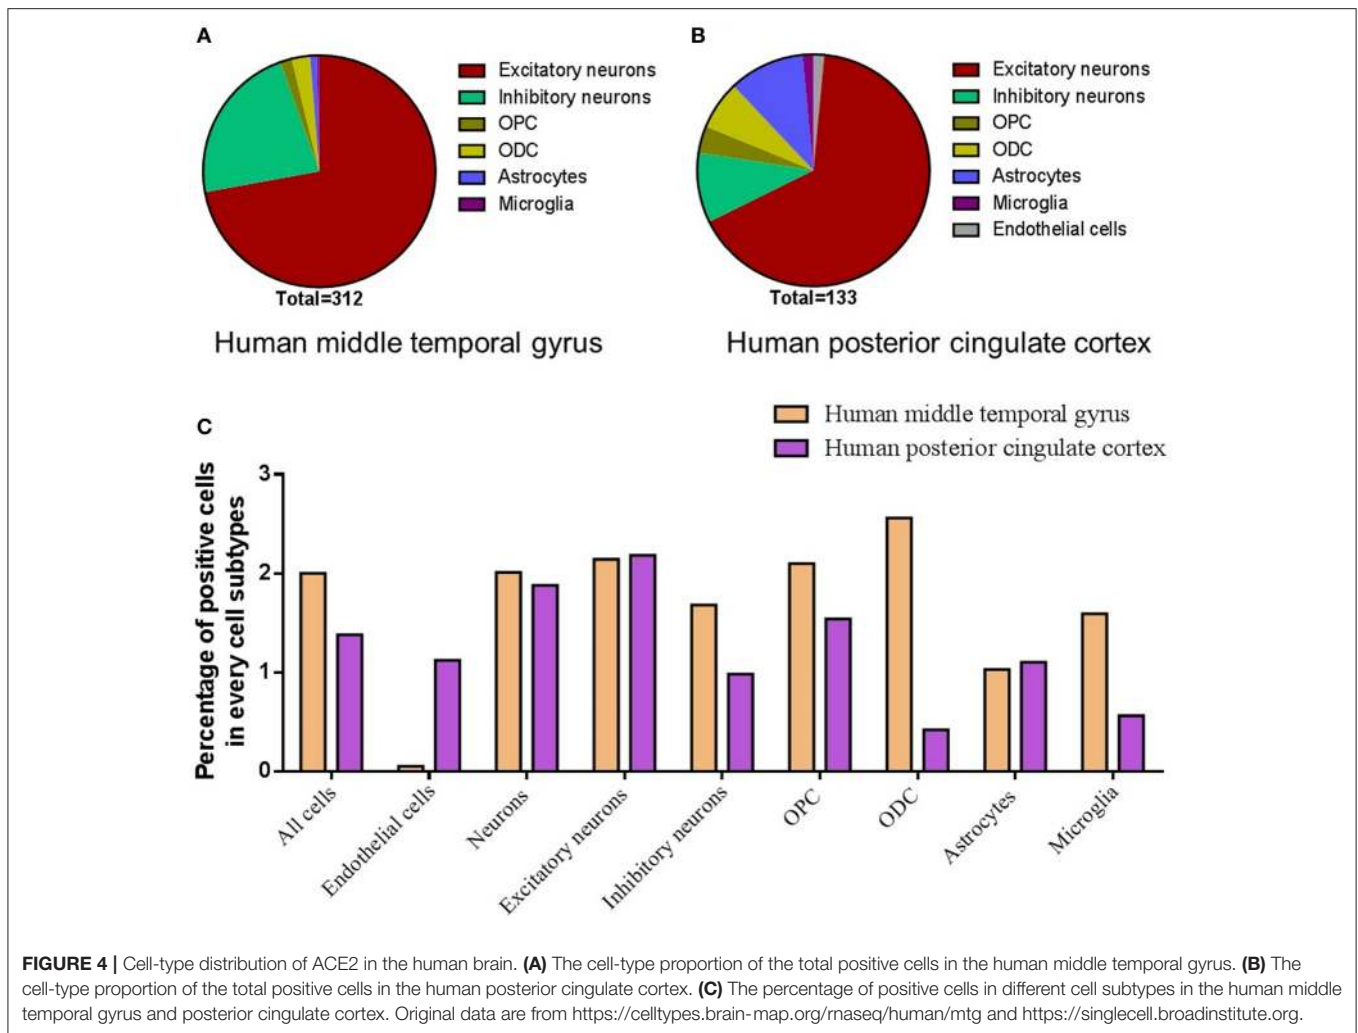 A
Excitatory neurons
Inhibitory neurons
OPC
ODC
Astrocytes
Microglia
Total=312
Human middle temporal gyrus
B
Excitatory neurons
Inhibitory neurons
OPC
ODC
Astrocytes
Microglia
Endothelial cells
Total=133
Human posterior cingulate cortex
C
Human middle temporal gyrus
Human posterior cingulate cortex
Percentage of positive cells
in every cell subtypes
3
2
1
0
All cells
Endothelial cells
Neurons
Excitatory neurons
Inhibitory neurons
OPC
ODC
Astrocytes
Microglia
FIGURE 4 | Cell-type distribution of ACE2 in the human brain. (A) The cell-type proportion of the total positive cells in the human middle temporal gyrus. (B) The
cell-type proportion of the total positive cells in the human posterior cingulate cortex. (C) The percentage of positive cells in different cell subtypes in the human middle
temporal gyrus and posterior cingulate cortex. Original data are from https://celltypes.brain-map.org/rnaseq/human/mtg and https://singlecell.broadinstitute.org.